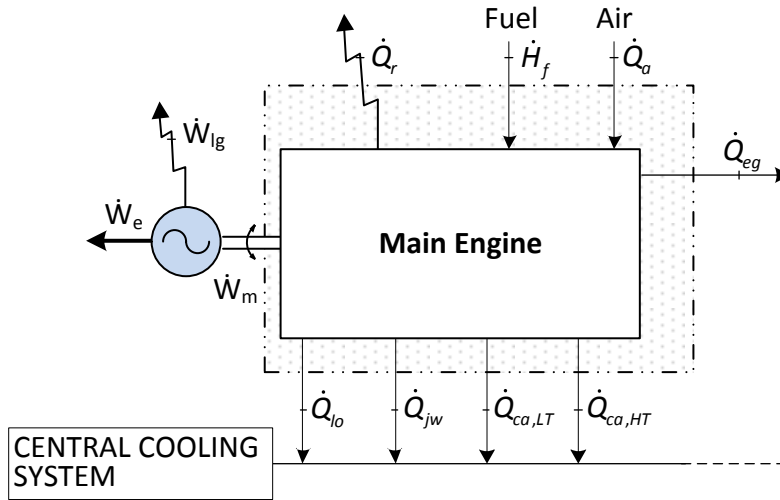 Fuel Air
Q̇r Ḣf Q̇a
Ẇlg Q̇eg
Ẇe
Main Engine
Ẇm
Q̇lo Q̇jw Q̇ca,LT Q̇ca,HT
CENTRAL COOLING
SYSTEM